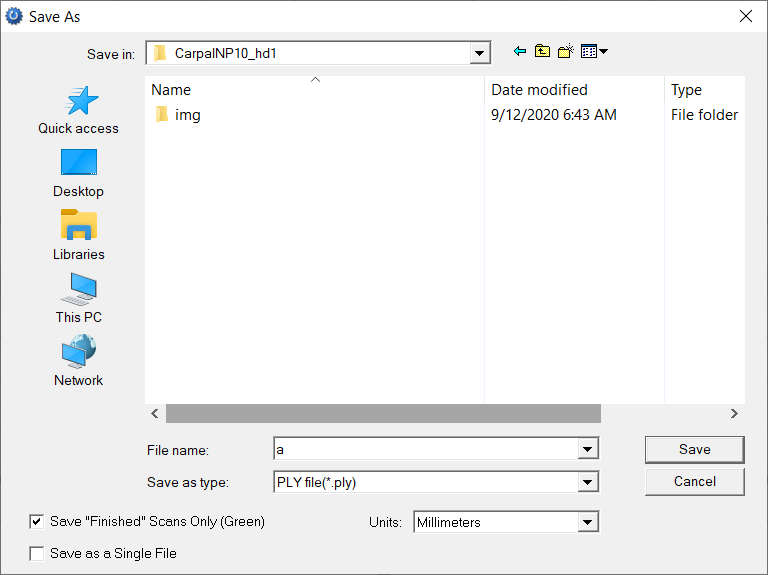 Save As
Save in: CarpalNP10_hd1
Name Date modified Type
img 9/12/2020 6:43 AM File folder
Quick access
Desktop
Libraries
This PC
Network
File name: a Save
Save as type: PLY file(*.ply) Cancel
Save "Finished" Scans Only (Green) Units: Millimeters
Save as a Single File